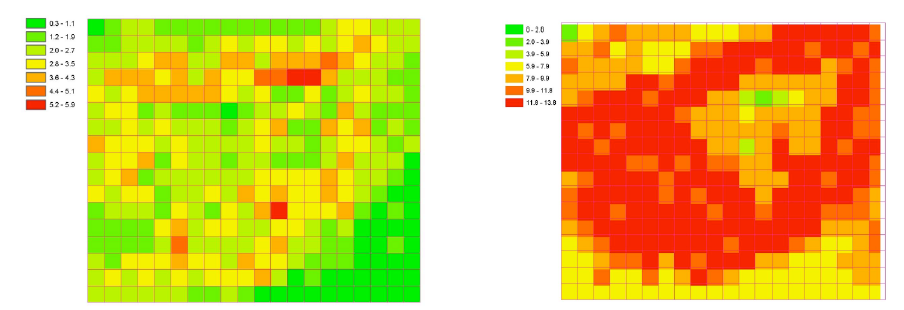 0.3 - 1.1
1.2 - 1.9
2.0 - 2.7
2.8 - 3.5
3.6 - 4.3
4.4 - 5.1
5.2 - 5.9
0 - 2.0
2.0 - 3.9
3.9 - 5.9
5.9 - 7.9
7.9 - 9.9
9.9 - 11.8
11.8 - 13.8